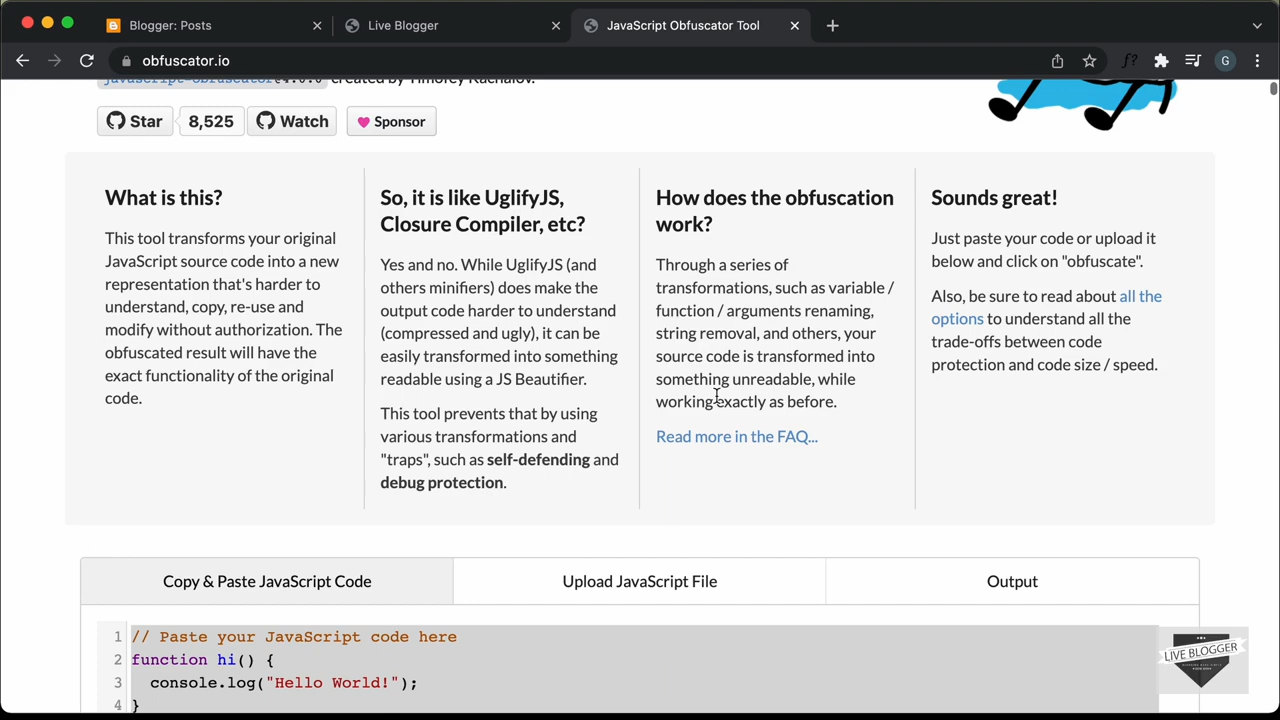 Blogger: Posts
Live Blogger
JavaScript Obfuscator Tool
obfuscator.io
G
javascript-obfuscator@4.0.0 created by Timofey Kachalov.
Star
8,525
Watch
Sponsor
What is this?
This tool transforms your original
JavaScript source code into a new
representation that's harder to
understand, copy, re-use and
modify without authorization. The
obfuscated result will have the
exact functionality of the original
code.
So, it is like UglifyJS,
Closure Compiler, etc?
Yes and no. While UglifyJS (and
others minifiers) does make the
output code harder to understand
(compressed and ugly), it can be
easily transformed into something
readable using a JS Beautifier.
This tool prevents that by using
various transformations and
"traps", such as self-defending and
debug protection.
How does the obfuscation
work?
Through a series of
transformations, such as variable /
function / arguments renaming,
string removal, and others, your
source code is transformed into
something unreadable, while
working exactly as before.
Read more in the FAQ...
Sounds great!
Just paste your code or upload it
below and click on "obfuscate".
Also, be sure to read about all the
options to understand all the
trade-offs between code
protection and code size / speed.
Copy & Paste JavaScript Code
Upload JavaScript File
Output
1 // Paste your JavaScript code here
2 function hi() {
3 console.log("Hello World!");
4 }
LIVE BLOGGER